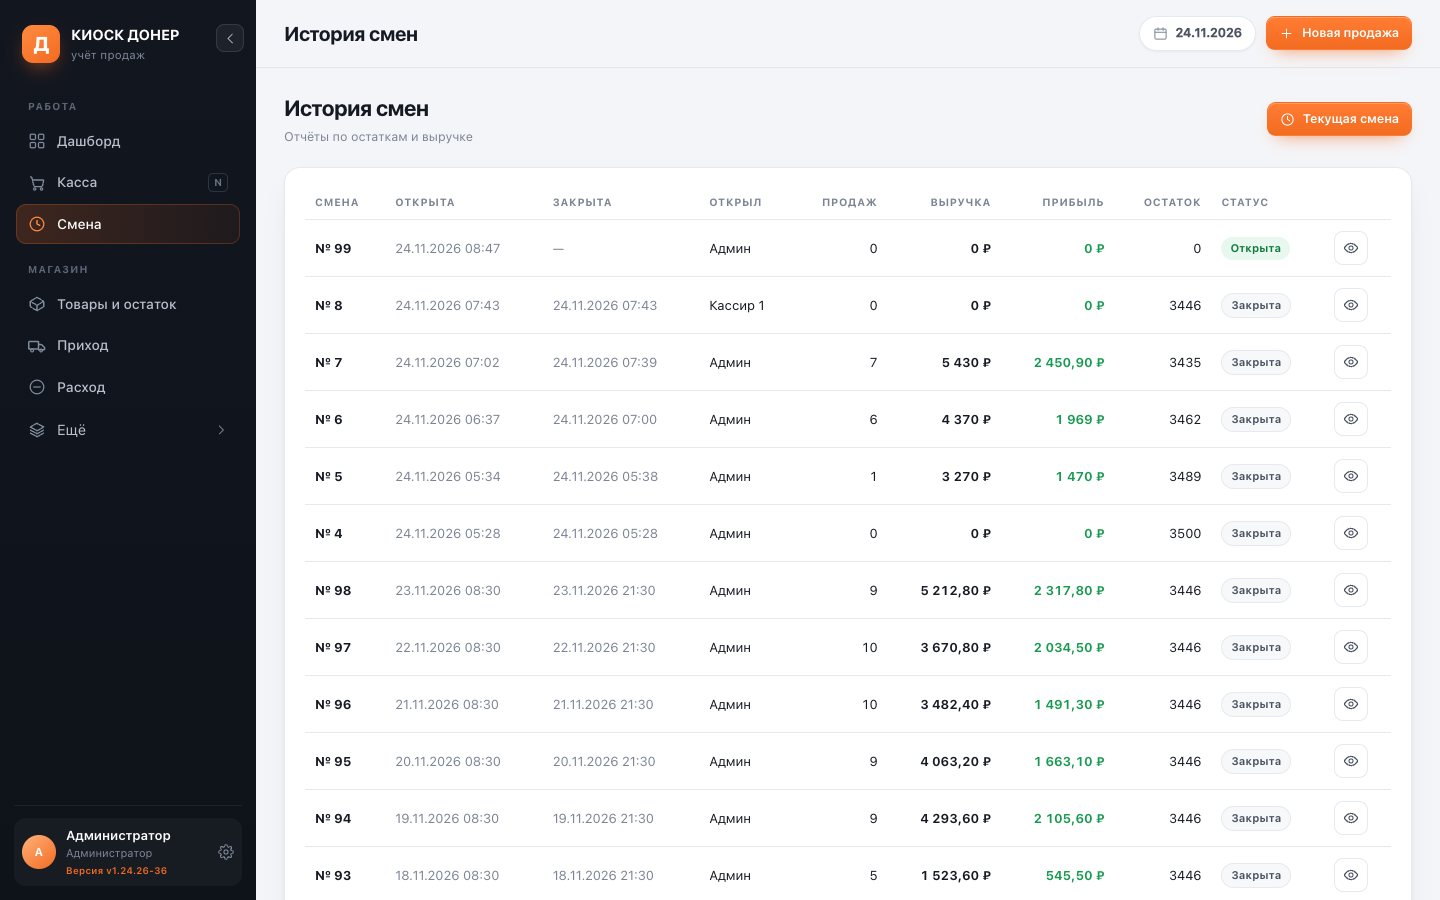 Д
КИОСК ДОНЕР
учёт продаж
РАБОТА
Дашборд
Касса N
Смена
МАГАЗИН
Товары и остаток
Приход
Расход
Ещё
А
Администратор
Администратор
Версия v1.24.26-36
История смен
24.11.2026
Новая продажа
История смен
Отчёты по остаткам и выручке
Текущая смена
СМЕНА ОТКРЫТА ЗАКРЫТА ОТКРЫЛ ПРОДАЖ ВЫРУЧКА ПРИБЫЛЬ ОСТАТОК СТАТУС
№ 99 24.11.2026 08:47 — Админ 0 0 ₽ 0 ₽ 0 Открыта
№ 8 24.11.2026 07:43 24.11.2026 07:43 Кассир 1 0 0 ₽ 0 ₽ 3446 Закрыта
№ 7 24.11.2026 07:02 24.11.2026 07:39 Админ 7 5 430 ₽ 2 450,90 ₽ 3435 Закрыта
№ 6 24.11.2026 06:37 24.11.2026 07:00 Админ 6 4 370 ₽ 1 969 ₽ 3462 Закрыта
№ 5 24.11.2026 05:34 24.11.2026 05:38 Админ 1 3 270 ₽ 1 470 ₽ 3489 Закрыта
№ 4 24.11.2026 05:28 24.11.2026 05:28 Админ 0 0 ₽ 0 ₽ 3500 Закрыта
№ 98 23.11.2026 08:30 23.11.2026 21:30 Админ 9 5 212,80 ₽ 2 317,80 ₽ 3446 Закрыта
№ 97 22.11.2026 08:30 22.11.2026 21:30 Админ 10 3 670,80 ₽ 2 034,50 ₽ 3446 Закрыта
№ 96 21.11.2026 08:30 21.11.2026 21:30 Админ 10 3 482,40 ₽ 1 491,30 ₽ 3446 Закрыта
№ 95 20.11.2026 08:30 20.11.2026 21:30 Админ 9 4 063,20 ₽ 1 663,10 ₽ 3446 Закрыта
№ 94 19.11.2026 08:30 19.11.2026 21:30 Админ 9 4 293,60 ₽ 2 105,60 ₽ 3446 Закрыта
№ 93 18.11.2026 08:30 18.11.2026 21:30 Админ 5 1 523,60 ₽ 545,50 ₽ 3446 Закрыта